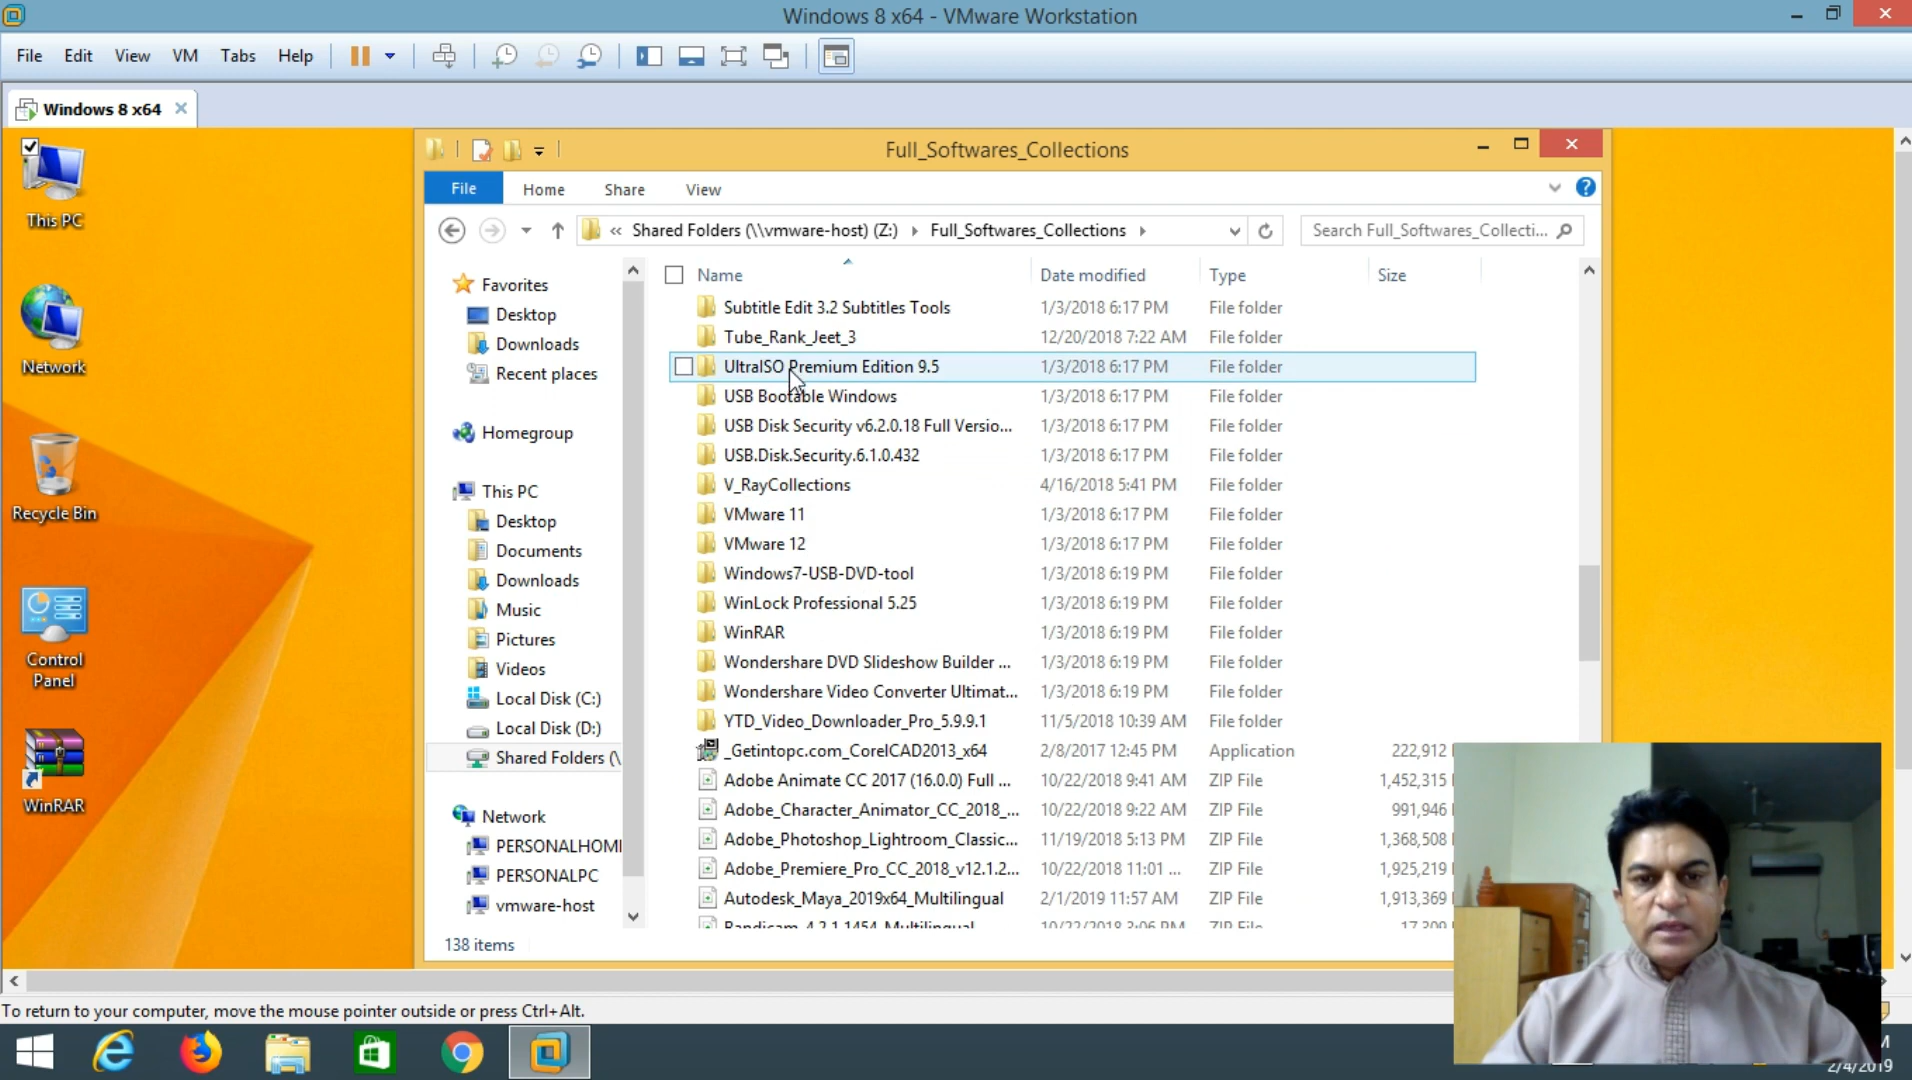 Windows 8 x64 - VMware Workstation
File Edit View VM Tabs Help
Windows 8 x64
Full_Softwares_Collections
File Home Share View
« Shared Folders (\\vmware-host) (Z:) Full_Softwares_Collections
Search Full_Softwares_Collecti...
Name Date modified Type Size
This PC
Network
Recycle Bin
Control
Panel
WinRAR
Favorites
Desktop
Downloads
Recent places
Homegroup
This PC
Desktop
Documents
Downloads
Music
Pictures
Videos
Local Disk (C:)
Local Disk (D:)
Shared Folders (\
Network
PERSONALHOMI
PERSONALPC
vmware-host
Subtitle Edit 3.2 Subtitles Tools 1/3/2018 6:17 PM File folder
Tube_Rank_Jeet_3 12/20/2018 7:22 AM File folder
UltraISO Premium Edition 9.5 1/3/2018 6:17 PM File folder
USB Bootable Windows 1/3/2018 6:17 PM File folder
USB Disk Security v6.2.0.18 Full Versio... 1/3/2018 6:17 PM File folder
USB.Disk.Security.6.1.0.432 1/3/2018 6:17 PM File folder
V_RayCollections 4/16/2018 5:41 PM File folder
VMware 11 1/3/2018 6:17 PM File folder
VMware 12 1/3/2018 6:17 PM File folder
Windows7-USB-DVD-tool 1/3/2018 6:19 PM File folder
WinLock Professional 5.25 1/3/2018 6:19 PM File folder
WinRAR 1/3/2018 6:19 PM File folder
Wondershare DVD Slideshow Builder ... 1/3/2018 6:19 PM File folder
Wondershare Video Converter Ultimat... 1/3/2018 6:19 PM File folder
YTD_Video_Downloader_Pro_5.9.9.1 11/5/2018 10:39 AM File folder
_Getintopc.com_CorelCAD2013_x64 2/8/2017 12:45 PM Application 222,912
Adobe Animate CC 2017 (16.0.0) Full ... 10/22/2018 9:41 AM ZIP File 1,452,315
Adobe_Character_Animator_CC_2018_... 10/22/2018 9:22 AM ZIP File 991,946
Adobe_Photoshop_Lightroom_Classic... 11/19/2018 5:13 PM ZIP File 1,368,508
Adobe_Premiere_Pro_CC_2018_v12.1.2... 10/22/2018 11:01 ... ZIP File 1,925,219
Autodesk_Maya_2019x64_Multilingual 2/1/2019 11:57 AM ZIP File 1,913,369
Bandicam_4.2.1.1454_Multilingual 10/22/2018 3:06 PM ZIP File 17,309
138 items
To return to your computer, move the mouse pointer outside or press Ctrl+Alt.
2/4/2019